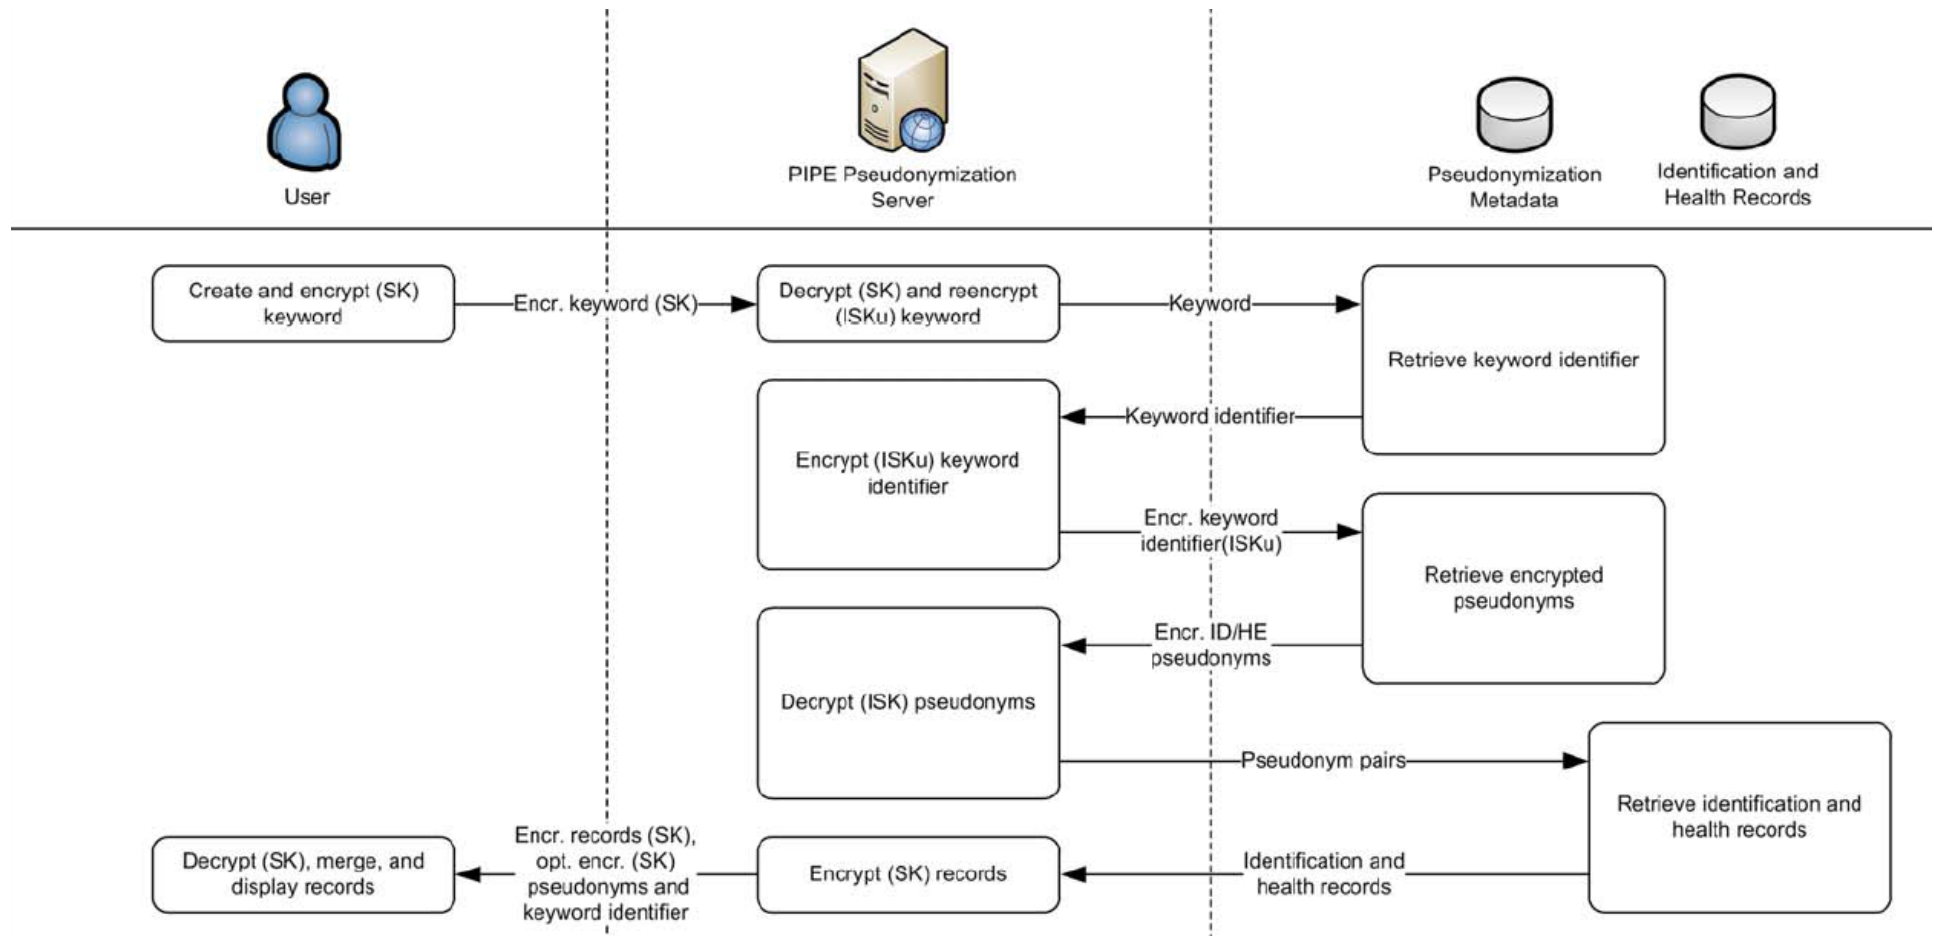 User
PIPE Pseudonymization
Server
Pseudonymization
Metadata
Identification and
Health Records
Create and encrypt (SK)
keyword
Encr. keyword (SK)
Decrypt (SK) and reencrypt
(ISKu) keyword
Keyword
Retrieve keyword identifier
Keyword identifier
Encrypt (ISKu) keyword
identifier
Encr. keyword
identifier(ISKu)
Retrieve encrypted
pseudonyms
Encr. ID/HE
pseudonyms
Decrypt (ISK) pseudonyms
Pseudonym pairs
Retrieve identification and
health records
Identification and
health records
Encrypt (SK) records
Encr. records (SK),
opt. encr. (SK)
pseudonyms and
keyword identifier
Decrypt (SK), merge, and
display records